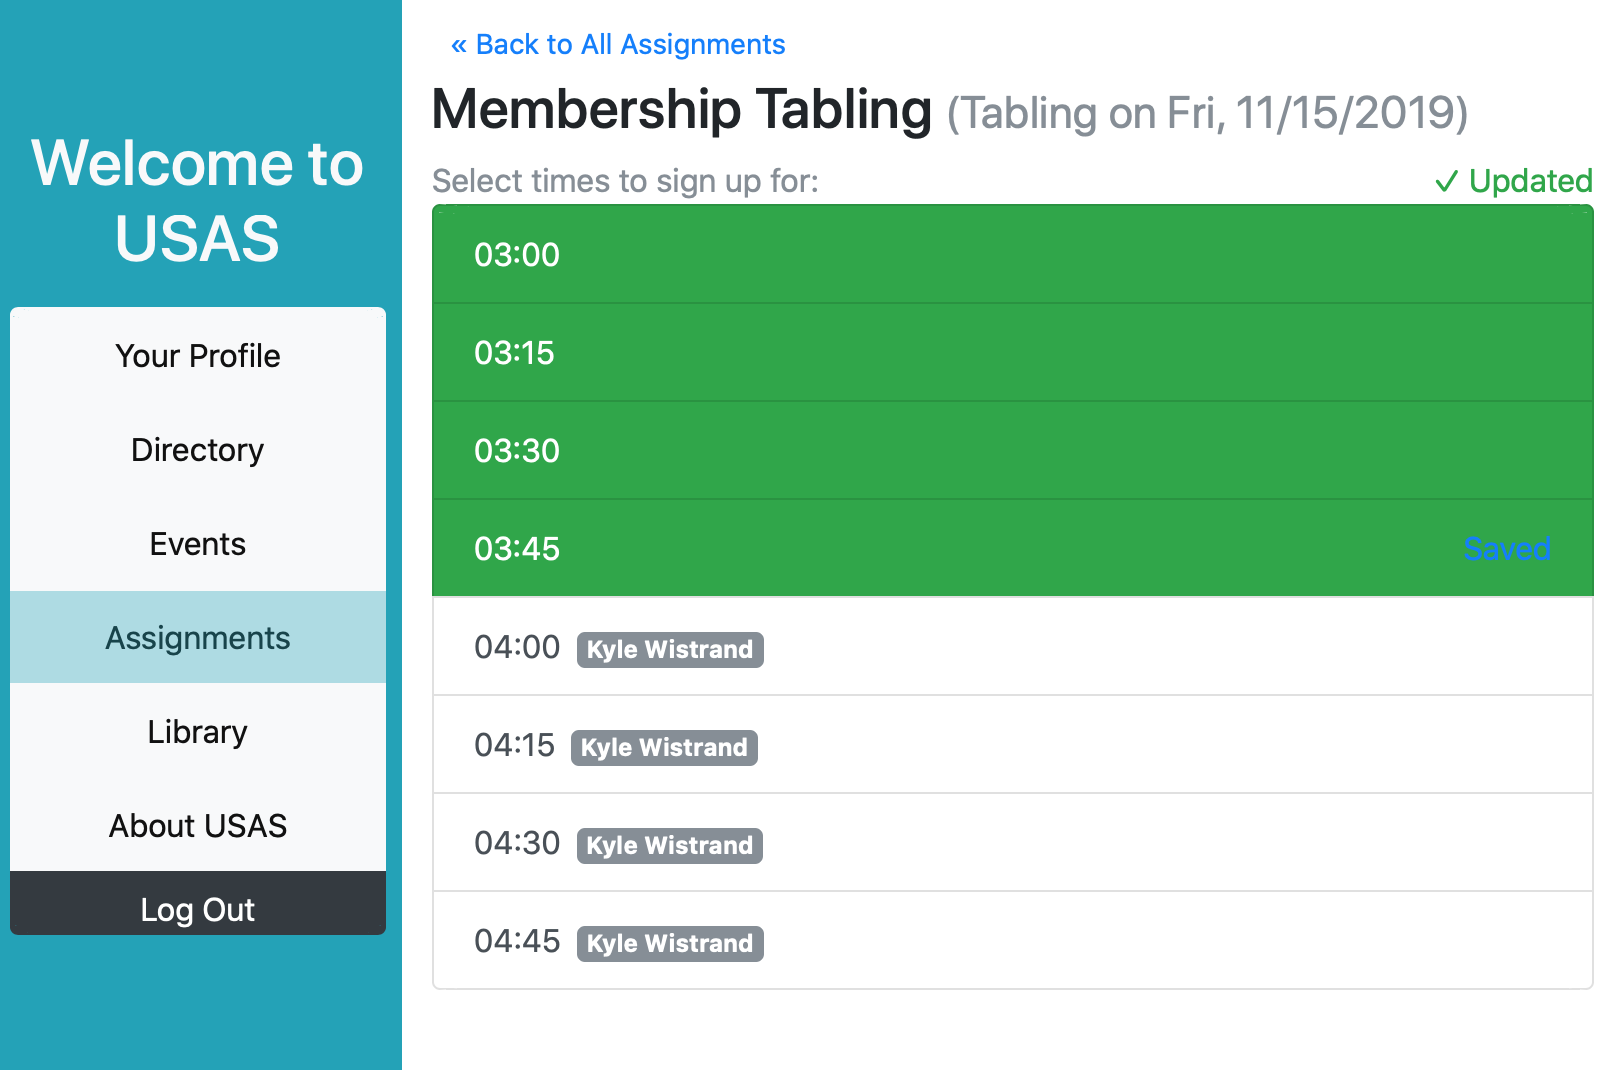 Welcome to
USAS
Your Profile
Directory
Events
Assignments
Library
About USAS
Log Out
« Back to All Assignments
Membership Tabling (Tabling on Fri, 11/15/2019)
Select times to sign up for: ✓ Updated
03:00
03:15
03:30
03:45 Saved
04:00 Kyle Wistrand
04:15 Kyle Wistrand
04:30 Kyle Wistrand
04:45 Kyle Wistrand